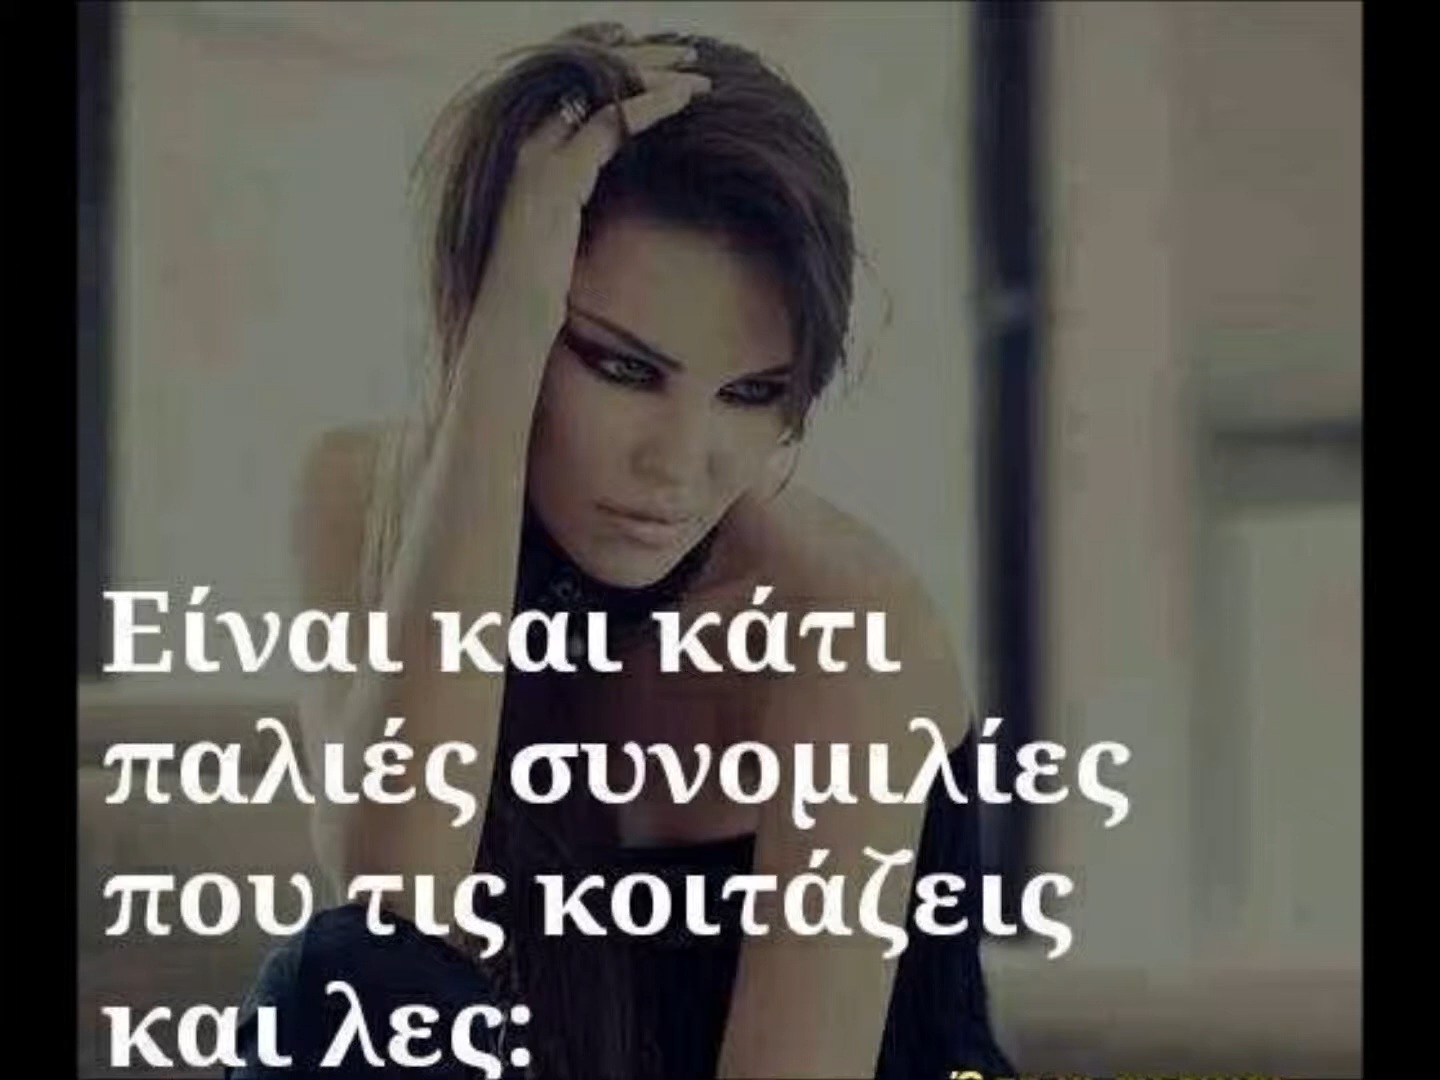 Είναι και κάτι
παλιές συνομιλίες
που τις κοιτάζεις
και λες: